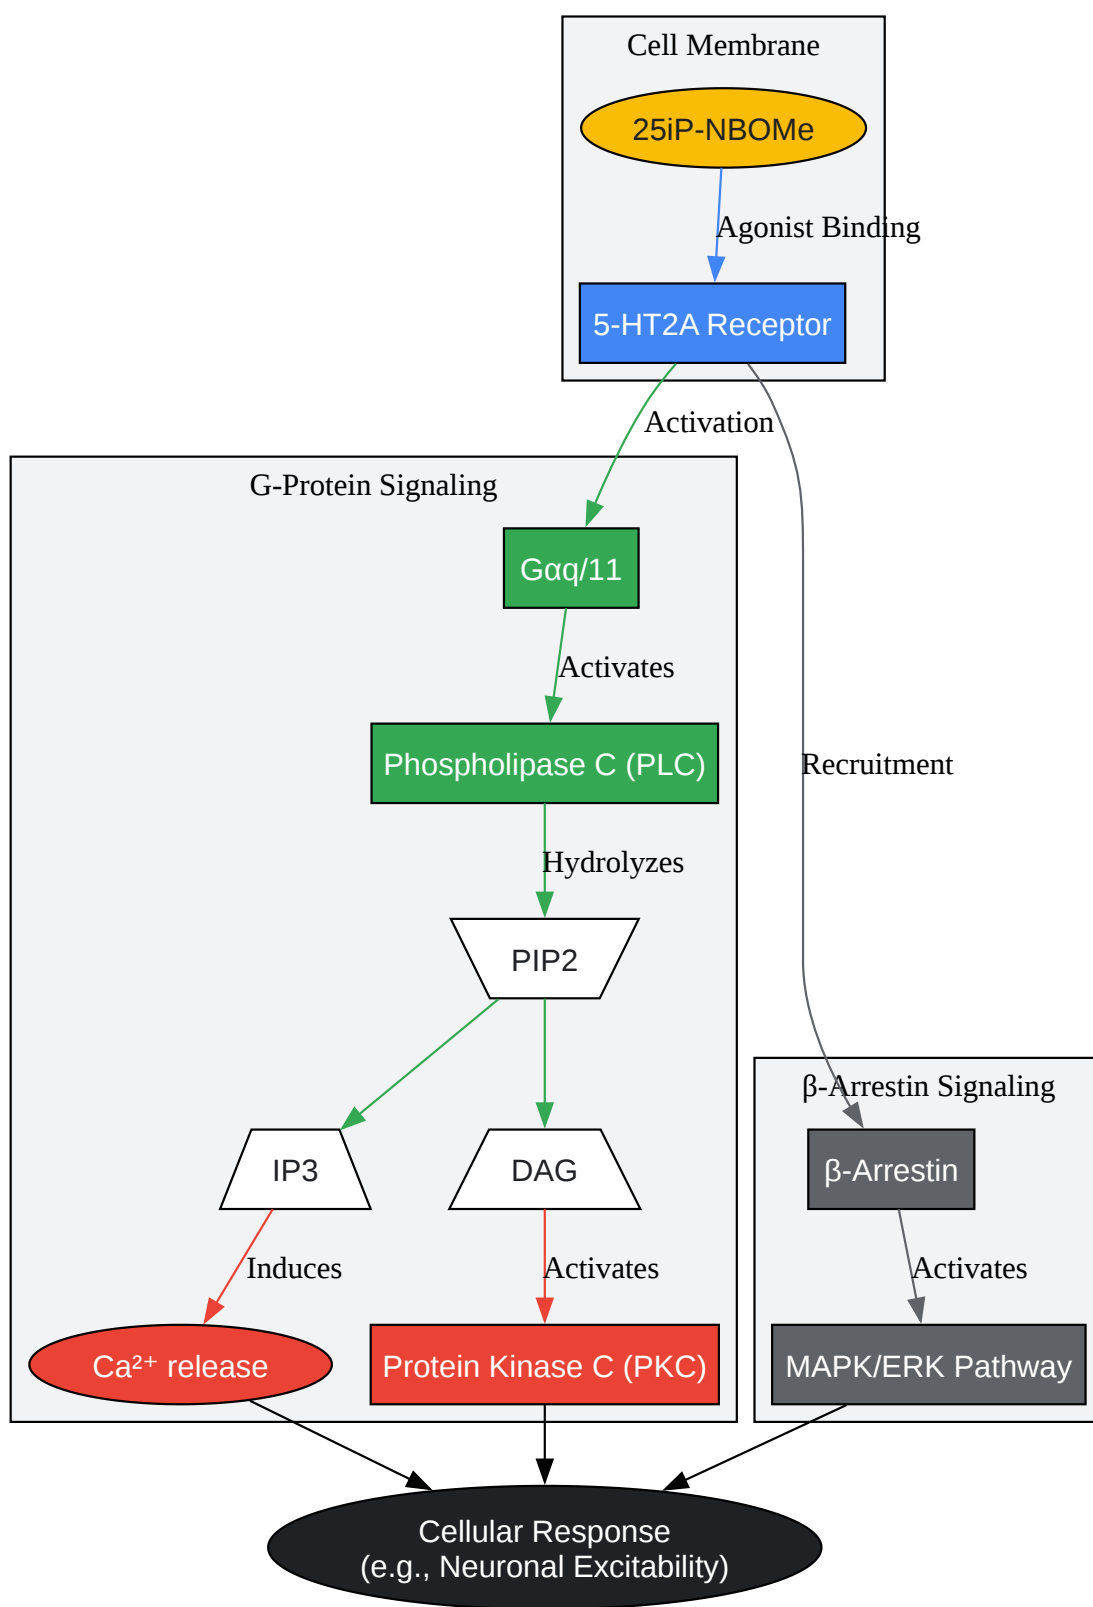 Cell Membrane
25iP-NBOMe
Agonist Binding
5-HT2A Receptor
Activation
G-Protein Signaling
Gαq/11
Activates
Phospholipase C (PLC)
Recruitment
Hydrolyzes
PIP2
β-Arrestin Signaling
IP3
DAG
β-Arrestin
Induces
Activates
Activates
Ca²⁺ release
Protein Kinase C (PKC)
MAPK/ERK Pathway
Cellular Response
(e.g., Neuronal Excitability)